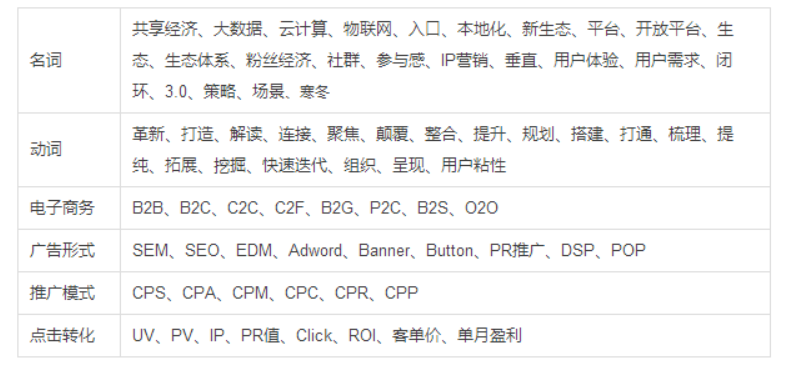 名词
共享经济、大数据、云计算、物联网、入口、本地化、新生态、平台、开放平台、生
态、生态体系、粉丝经济、社群、参与感、IP营销、垂直、用户体验、用户需求、闭
环、3.0、策略、场景、寒冬
动词
革新、打造、解读、连接、聚焦、颠覆、整合、提升、规划、搭建、打通、梳理、提
纯、拓展、挖掘、快速迭代、组织、呈现、用户粘性
电子商务
B2B、B2C、C2C、C2F、B2G、P2C、B2S、O2O
广告形式
SEM、SEO、EDM、Adword、Banner、Button、PR推广、DSP、POP
推广模式
CPS、CPA、CPM、CPC、CPR、CPP
点击转化
UV、PV、IP、PR值、Click、ROI、客单价、单月盈利